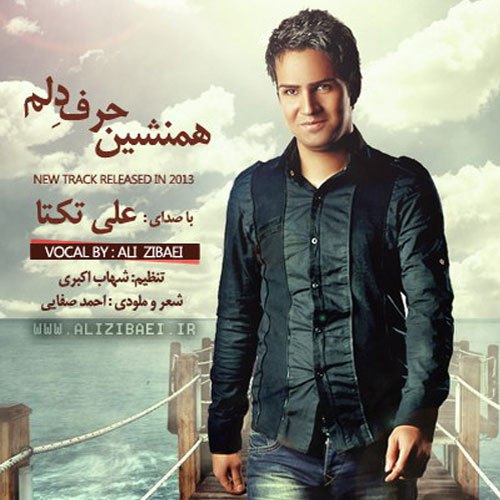 همنشین حرف دِلم
NEW TRACK RELEASED IN 2013
با صدای : علی تکتا
VOCAL BY : ALI ZIBAEI
تنظیم: شهاب اکبری
شعر و ملودی : احمد صفایی
WWW.ALIZIBAEI.IR